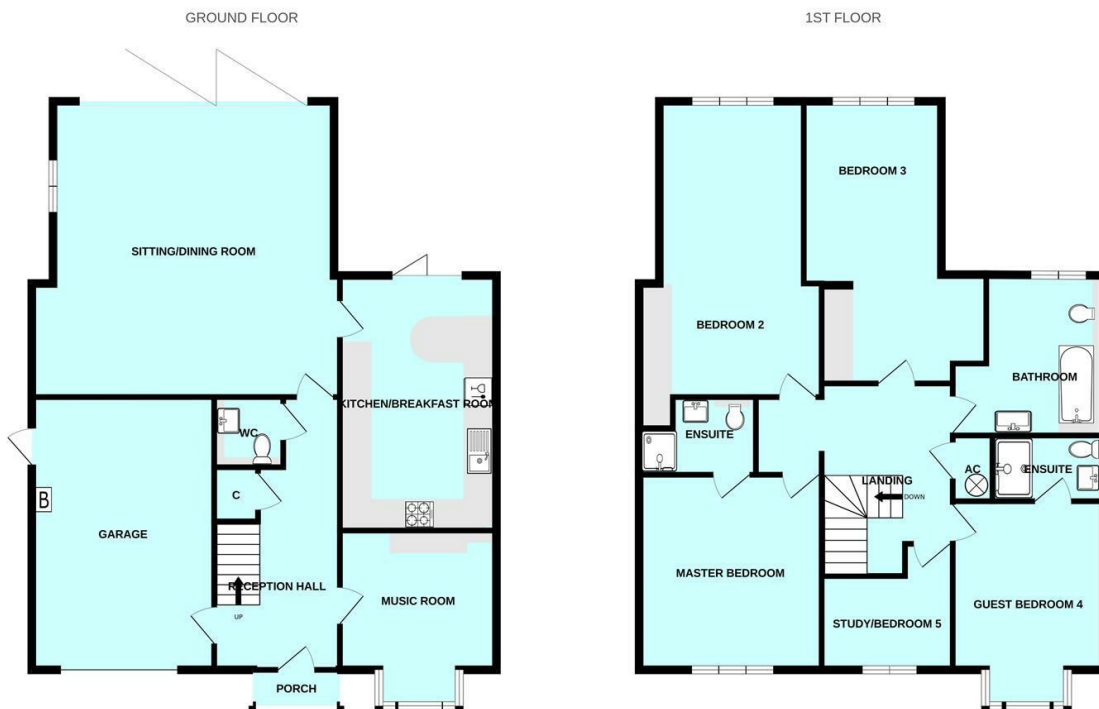 GROUND FLOOR
SITTING/DINING ROOM
KITCHEN/BREAKFAST ROOM
WC
C
B
GARAGE
RECEPTION HALL
UP
MUSIC ROOM
PORCH
1ST FLOOR
BEDROOM 3
BEDROOM 2
BATHROOM
ENSUITE
ENSUITE
AC
LANDING
DOWN
MASTER BEDROOM
GUEST BEDROOM 4
STUDY/BEDROOM 5